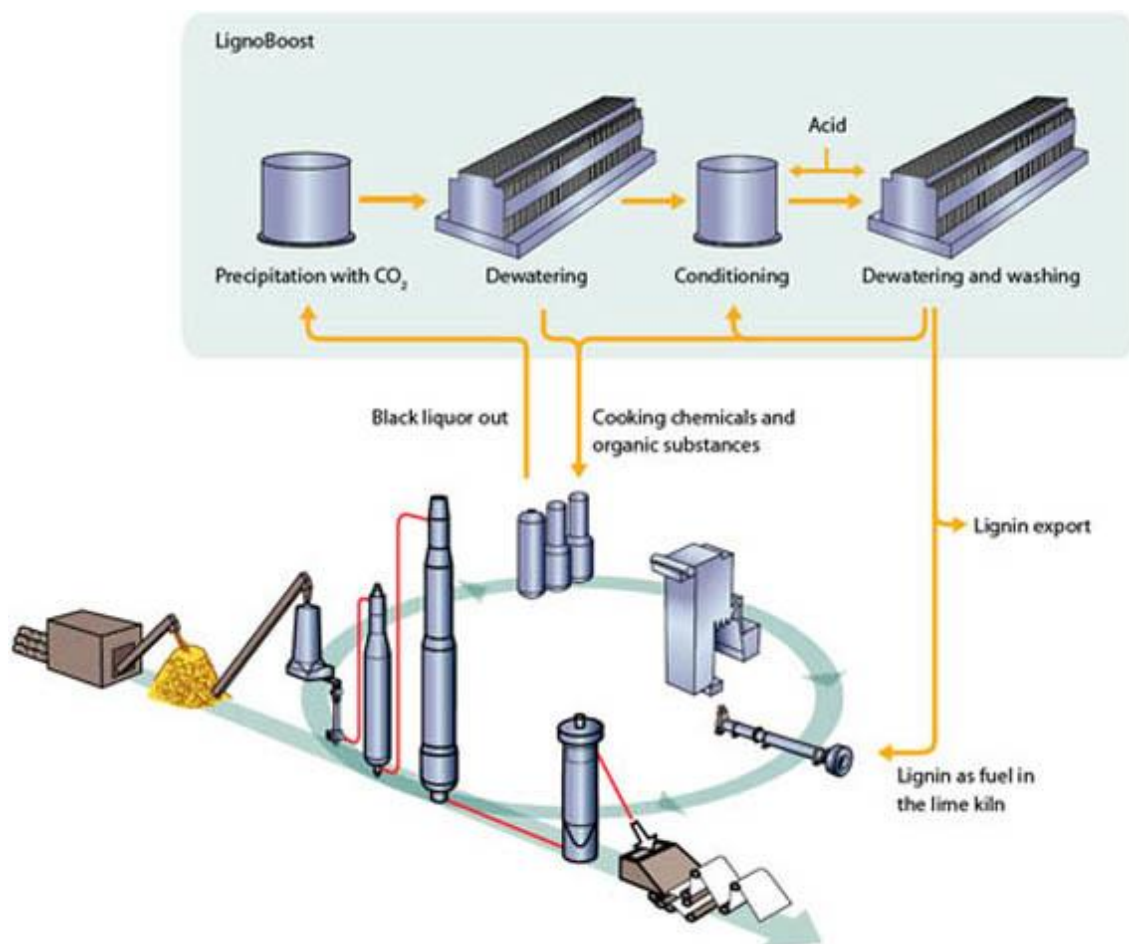 LignoBoost
Acid
Precipitation with CO₂
Dewatering
Conditioning
Dewatering and washing
Black liquor out
Cooking chemicals and
organic substances
Lignin export
Lignin as fuel in
the lime kiln